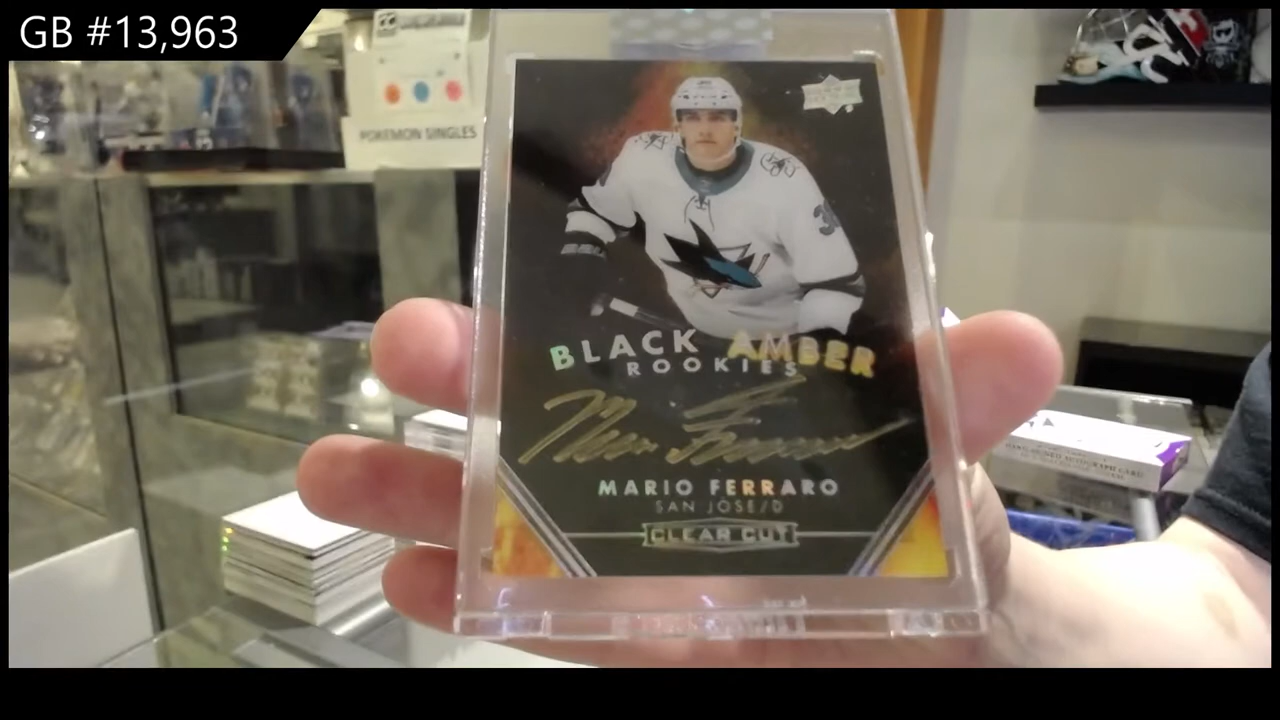 GB #13,963
POKEMON SINGLES
BLACK AMBER
ROOKIES
MARIO FERRARO
SAN JOSE/D
CLEAR CUT